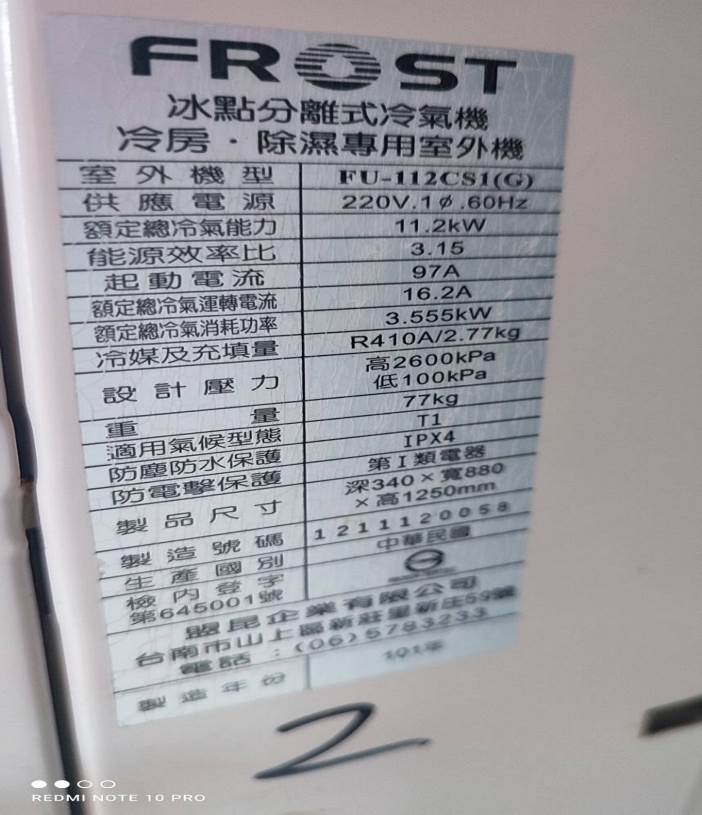 FROST
冰點分離式冷氣機
冷房・除濕專用室外機
室外機型 FU-112CS1(G)
供應電源 220V.1ø.60Hz
額定總冷氣能力 11.2kW
能源效率比 3.15
起動電流 97A
額定總冷氣運轉電流 16.2A
額定總冷氣消耗功率 3.555kW
冷媒及充填量 R410A/2.77kg
設計壓力 高2600kPa
低100kPa
重量 77kg
適用氣候型態 T1
防塵防水保護 IPX4
防電擊保護 第I類電器
製品尺寸 深340×寬880
×高1250mm
製造號碼 1211120058
生產國別 中華民國
檢內登字
第645001號
盟昆企業有限公司
台南市山上區新莊里新庄59號
電話：(06)5783233
製造年份 101年
2
REDMI NOTE 10 PRO